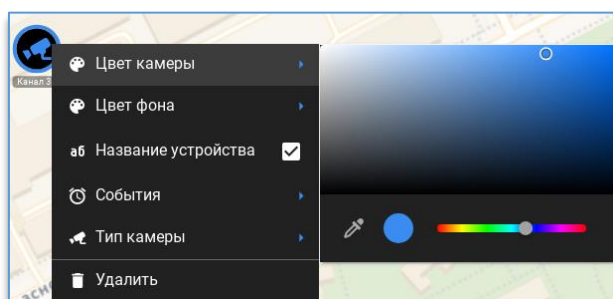 Цвет камеры
Канал 3
Цвет фона
аб Название устройства
События
Тип камеры
Удалить